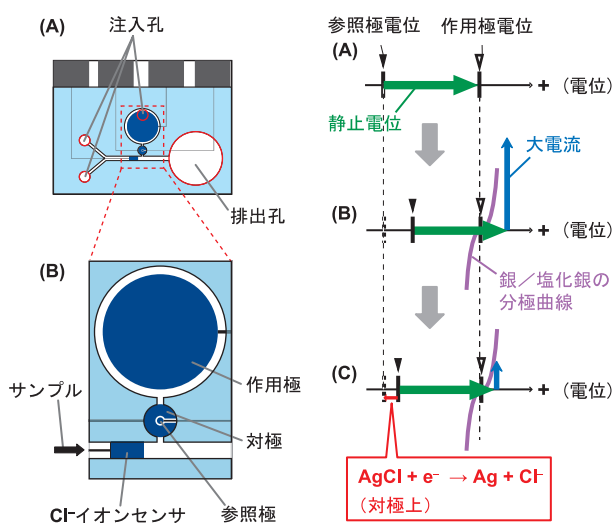 (A)
注入孔
排出孔
(B)
作用極
サンプル
対極
Cl⁻イオンセンサ
参照極
参照極電位
作用極電位
(A)
+ (電位)
静止電位
大電流
(B)
+ (電位)
銀/塩化銀の
分極曲線
(C)
+ (電位)
AgCl + e⁻ → Ag + Cl⁻
(対極上)